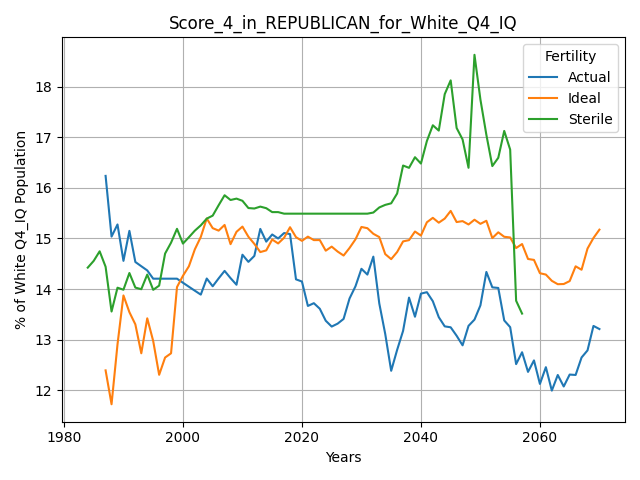 Score_4_in_REPUBLICAN_for_White_Q4_IQ
% of White Q4_IQ Population
18
17
16
15
14
13
12
1980
2000
2020
2040
2060
Years
Fertility
Actual
Ideal
Sterile